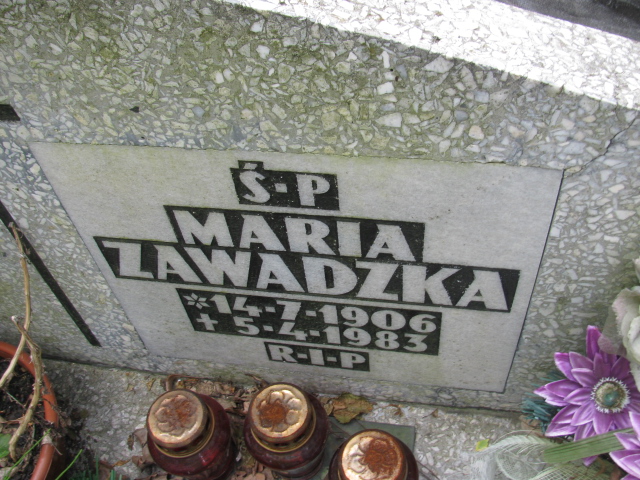 Ś-P
MARIA
ZAWADZKA
* 14-7-1906
+ 5-4-1983
R-I-P